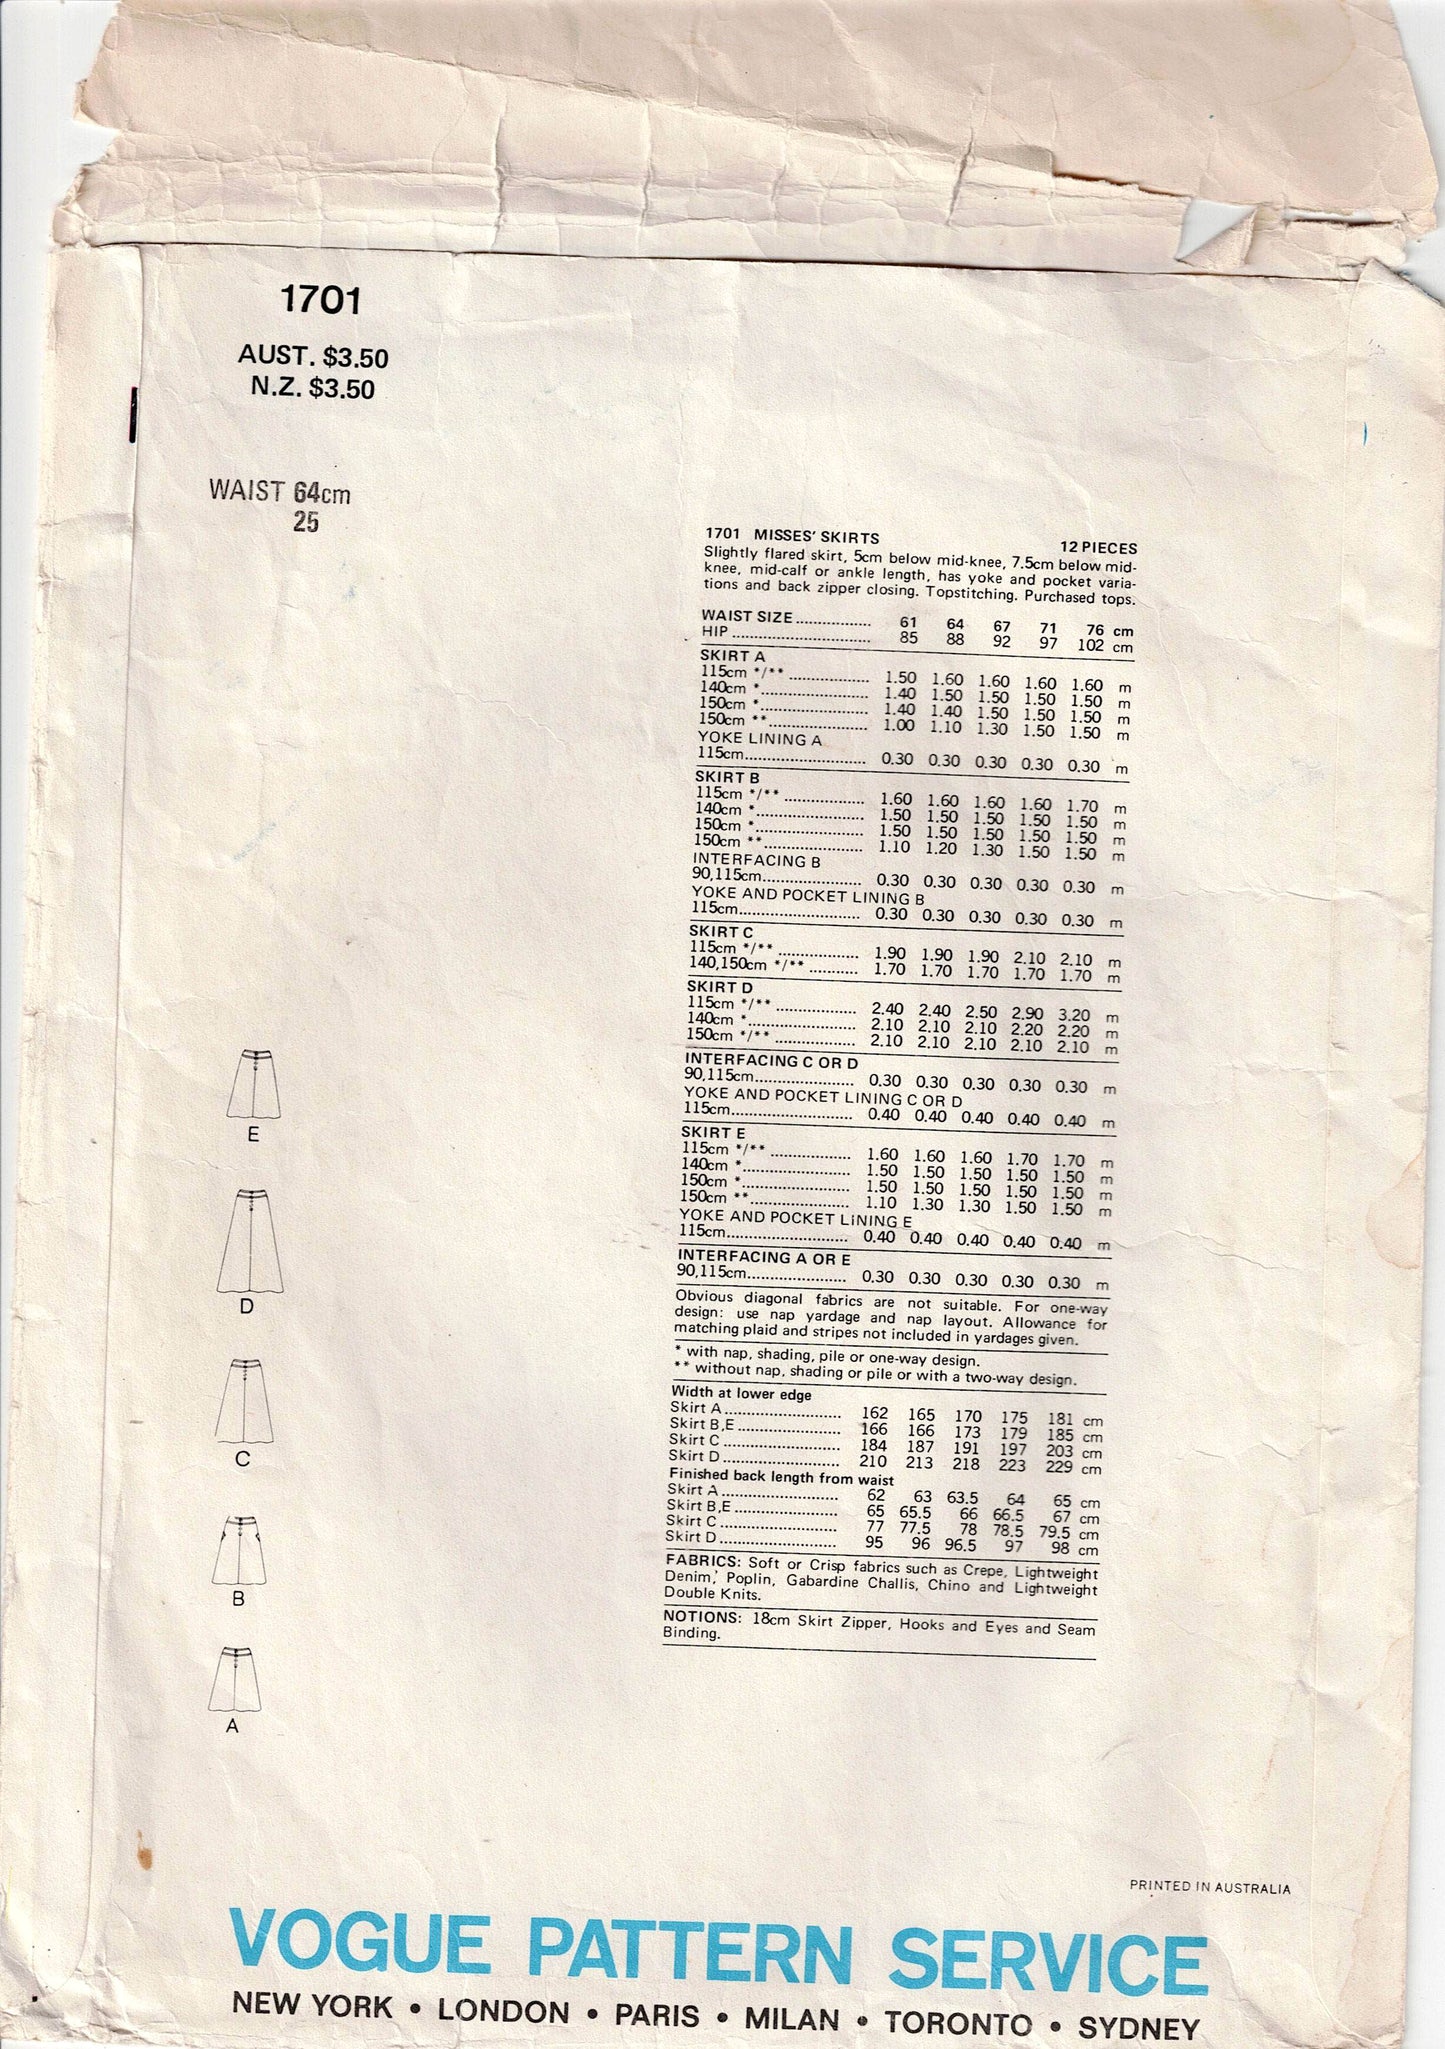 1701
AUST. $3.50
N.Z. $3.50
WAIST 64cm
25
1701 MISSES' SKIRTS 12 PIECES
Slightly flared skirt, 5cm below mid-knee, 7.5cm below mid-
knee, mid-calf or ankle length, has yoke and pocket varia-
tions and back zipper closing. Topstitching. Purchased tops.
WAIST SIZE................. 61 64 67 71 76 cm
HIP .............................. 85 88 92 97 102 cm
SKIRT A
115cm */** ................. 1.50 1.60 1.60 1.60 1.60 m
140cm *....................... 1.40 1.50 1.50 1.50 1.50 m
150cm *....................... 1.40 1.40 1.50 1.50 1.50 m
150cm **..................... 1.00 1.10 1.30 1.50 1.50 m
YOKE LINING A
115cm.......................... 0.30 0.30 0.30 0.30 0.30 m
SKIRT B
115cm */** ................. 1.60 1.60 1.60 1.60 1.70 m
140cm *....................... 1.50 1.50 1.50 1.50 1.50 m
150cm *....................... 1.50 1.50 1.50 1.50 1.50 m
150cm **..................... 1.10 1.20 1.30 1.50 1.50 m
INTERFACING B
90,115cm..................... 0.30 0.30 0.30 0.30 0.30 m
YOKE AND POCKET LINING B
115cm.......................... 0.30 0.30 0.30 0.30 0.30 m
SKIRT C
115cm */** ................. 1.90 1.90 1.90 2.10 2.10 m
140,150cm */** .......... 1.70 1.70 1.70 1.70 1.70 m
SKIRT D
115cm */** ................. 2.40 2.40 2.50 2.90 3.20 m
140cm *....................... 2.10 2.10 2.10 2.20 2.20 m
150cm */** ................. 2.10 2.10 2.10 2.10 2.10 m
INTERFACING C OR D
90,115cm..................... 0.30 0.30 0.30 0.30 0.30 m
YOKE AND POCKET LINING C OR D
115cm.......................... 0.40 0.40 0.40 0.40 0.40 m
SKIRT E
115cm */** ................. 1.60 1.60 1.60 1.70 1.70 m
140cm *....................... 1.50 1.50 1.50 1.50 1.50 m
150cm *....................... 1.50 1.50 1.50 1.50 1.50 m
150cm **..................... 1.10 1.30 1.30 1.50 1.50 m
YOKE AND POCKET LINING E
115cm.......................... 0.40 0.40 0.40 0.40 0.40 m
INTERFACING A OR E
90,115cm..................... 0.30 0.30 0.30 0.30 0.30 m
Obvious diagonal fabrics are not suitable. For one-way
design: use nap yardage and nap layout. Allowance for
matching plaid and stripes not included in yardages given.
* with nap, shading, pile or one-way design.
** without nap, shading or pile or with a two-way design.
Width at lower edge
Skirt A......................... 162 165 170 175 181 cm
Skirt B,E...................... 166 166 173 179 185 cm
Skirt C......................... 184 187 191 197 203 cm
Skirt D......................... 210 213 218 223 229 cm
Finished back length from waist
Skirt A......................... 62 63 63.5 64 65 cm
Skirt B,E...................... 65 65.5 66 66.5 67 cm
Skirt C......................... 77 77.5 78 78.5 79.5 cm
Skirt D......................... 95 96 96.5 97 98 cm
FABRICS: Soft or Crisp fabrics such as Crepe, Lightweight
Denim, Poplin, Gabardine Challis, Chino and Lightweight
Double Knits.
NOTIONS: 18cm Skirt Zipper, Hooks and Eyes and Seam
Binding.
E
D
C
B
A
PRINTED IN AUSTRALIA
VOGUE PATTERN SERVICE
NEW YORK • LONDON • PARIS • MILAN • TORONTO • SYDNEY